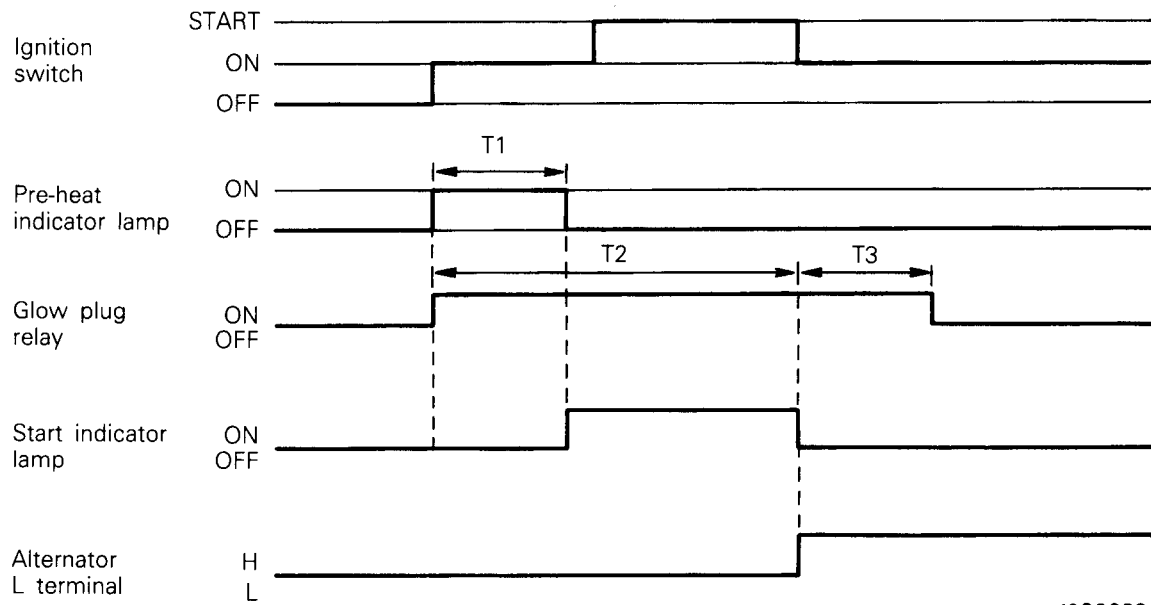 START
Ignition
switch
ON
OFF
T1
Pre-heat
indicator lamp
ON
OFF
T2
T3
Glow plug
relay
ON
OFF
Start indicator
lamp
ON
OFF
Alternator
L terminal
H
L